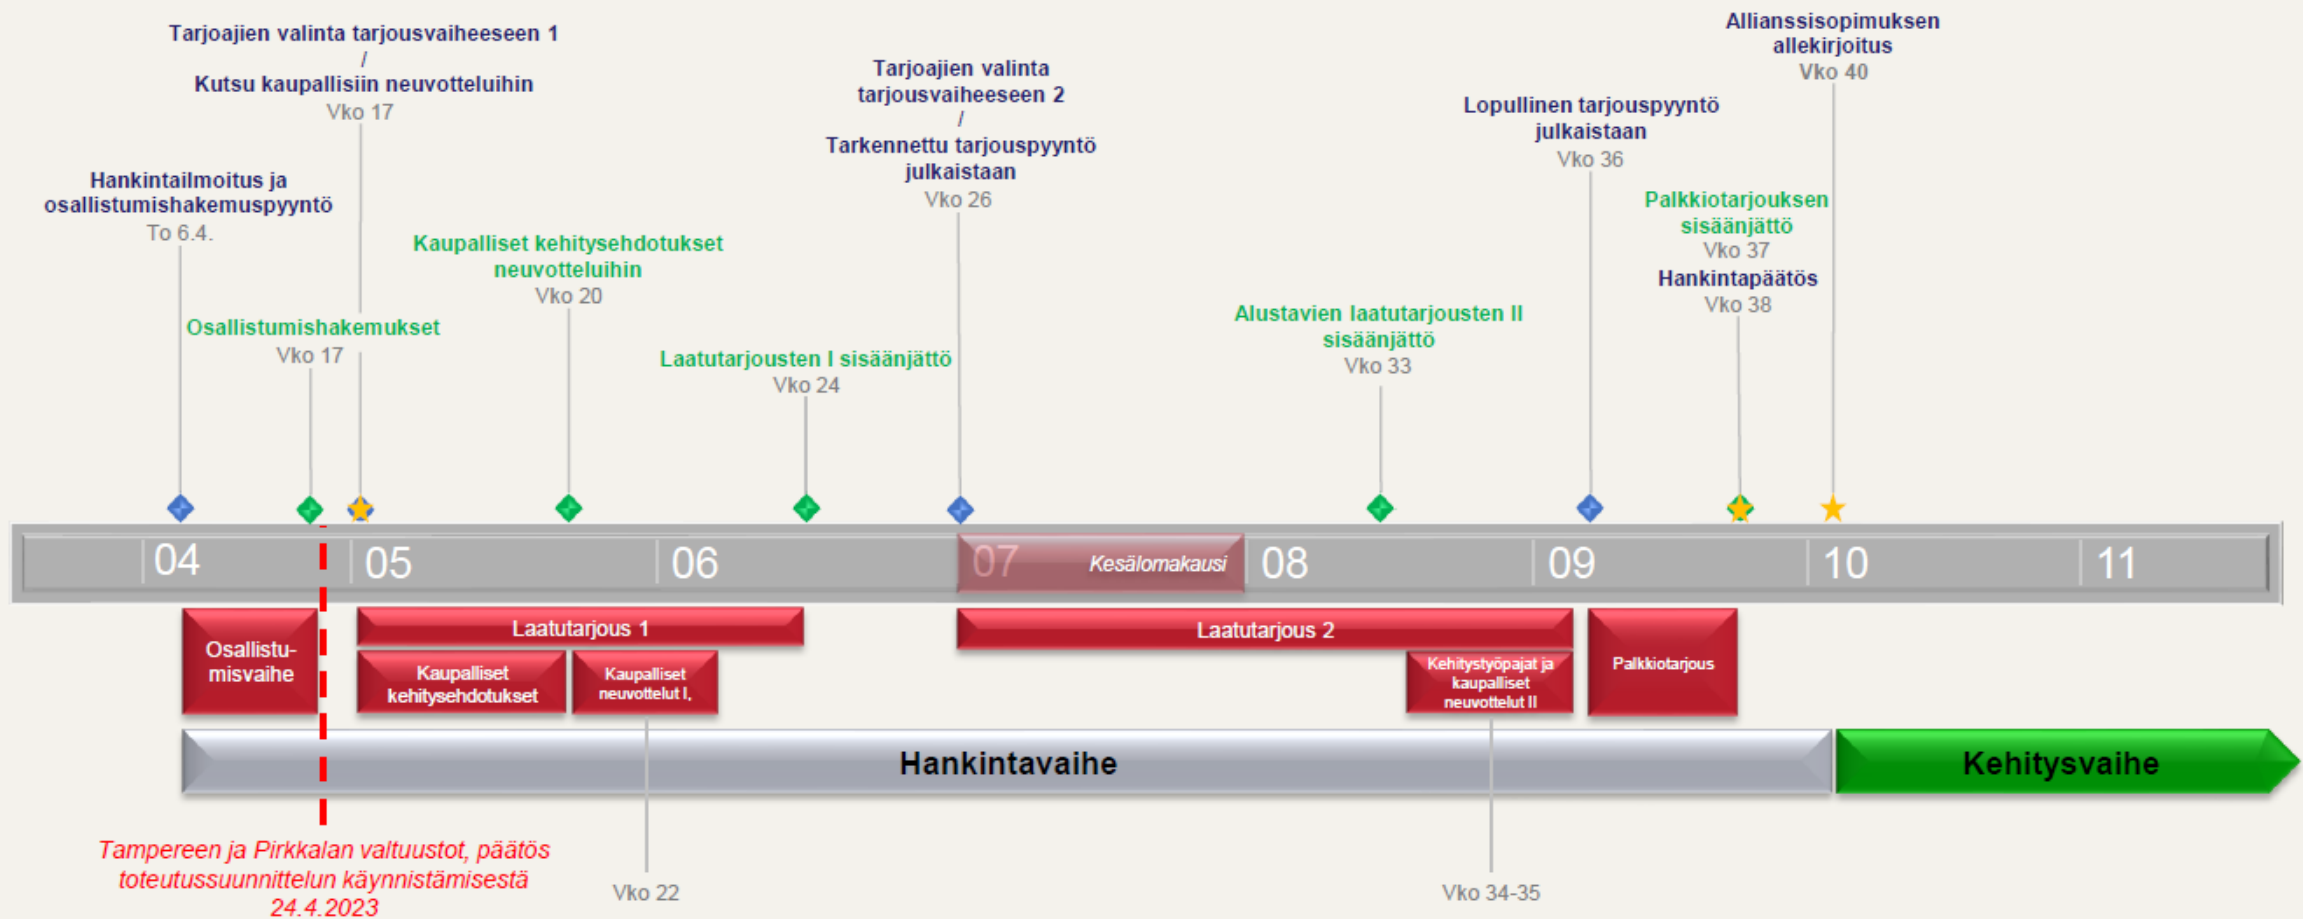 Tarjoajien valinta tarjousvaiheeseen 1
/
Kutsu kaupallisiin neuvotteluihin
Vko 17
Hankintailmoitus ja
osallistumishakemuspyyntö
To 6.4.
Osallistumishakemukset
Vko 17
Kaupalliset kehitysehdotukset
neuvotteluihin
Vko 20
Laatutarjousten I sisäänjättö
Vko 24
Tarjoajien valinta
tarjousvaiheeseen 2
/
Tarkennettu tarjouspyyntö
julkaistaan
Vko 26
Alustavien laatutarjousten II
sisäänjättö
Vko 33
Lopullinen tarjouspyyntö
julkaistaan
Vko 36
Palkkiotarjouksen
sisäänjättö
Vko 37
Hankintapäätös
Vko 38
Allianssisopimuksen
allekirjoitus
Vko 40
04
05
06
07
Kesälomakausi
08
09
10
11
Osallistu-
misvaihe
Laatutarjous 1
Kaupalliset
kehitysehdotukset
Kaupalliset
neuvottelut I,
Laatutarjous 2
Kehitystyöpajat ja
kaupalliset
neuvottelut II
Palkkiotarjous
Hankintavaihe
Kehitysvaihe
Tampereen ja Pirkkalan valtuustot, päätös
toteutussuunnittelun käynnistämisestä
24.4.2023
Vko 22
Vko 34-35